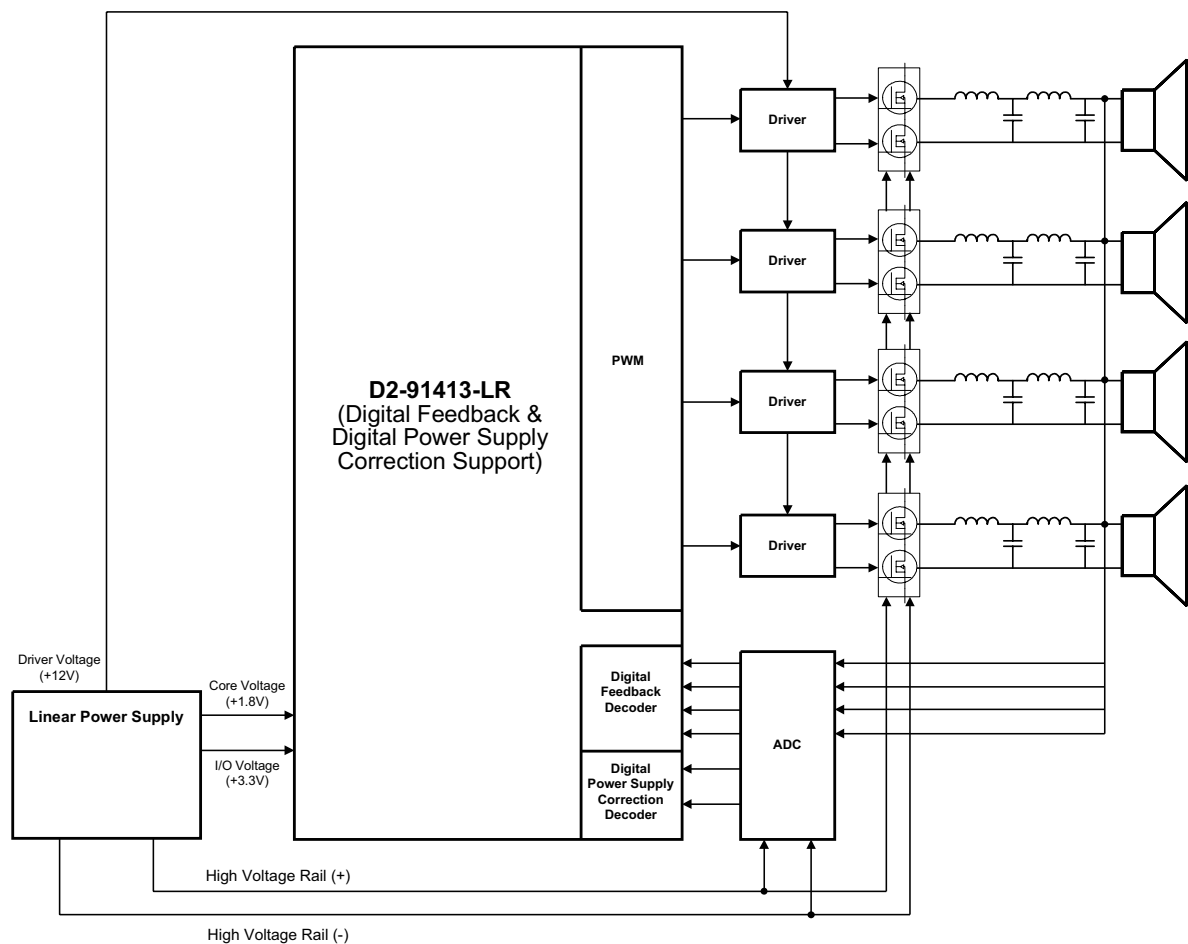 Driver
Driver
PWM
D2-91413-LR
(Digital Feedback &
Digital Power Supply
Correction Support)
Driver
Driver
Driver Voltage
(+12V)
Linear Power Supply
Core Voltage
(+1.8V)
I/O Voltage
(+3.3V)
Digital
Feedback
Decoder
Digital
Power Supply
Correction
Decoder
ADC
High Voltage Rail (+)
High Voltage Rail (-)